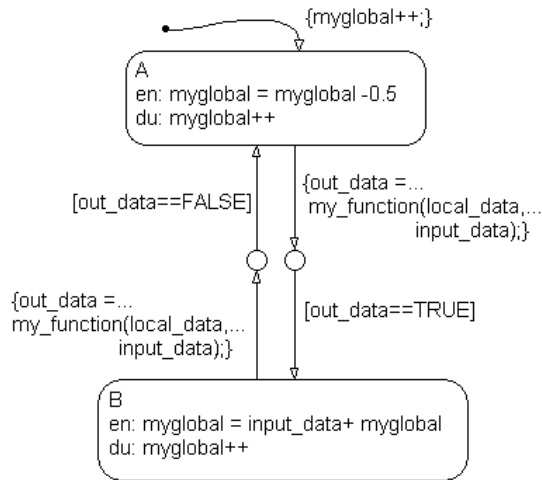 {myglobal++;}
A
en: myglobal = myglobal -0.5
du: myglobal++
[out_data==FALSE]
{out_data =...
my_function(local_data,...
input_data);}
{out_data =...
my_function(local_data,...
input_data);}
[out_data==TRUE]
B
en: myglobal = input_data+ myglobal
du: myglobal++